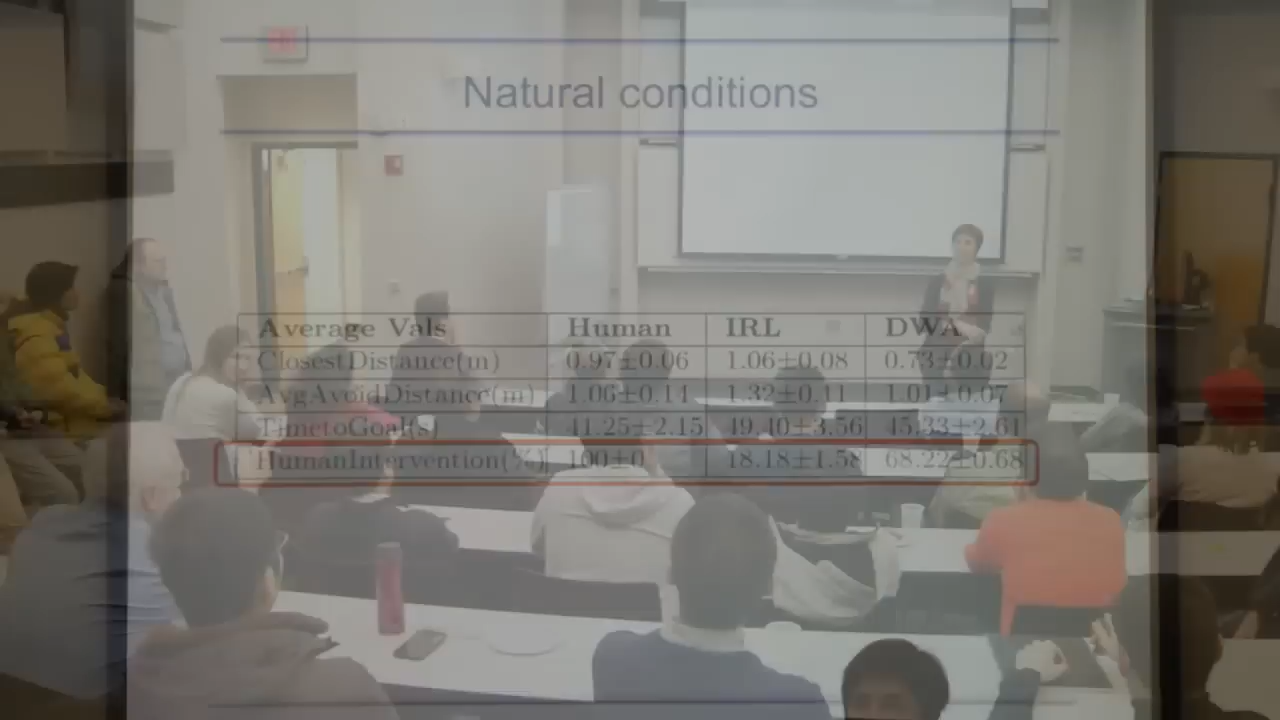 Natural conditions
Average Vals Human IRL DWA
ClosestDistance(m) 0.97±0.06 1.06±0.08 0.73±0.02
AvgAvoidDistance(m) 1.06±0.14 1.32±0.11 1.01±0.07
TimetoGoal(s) 41.25±2.15 49.40±3.56 45.33±2.61
HumanIntervention(%) 100±0 18.18±1.58 68.22±0.68